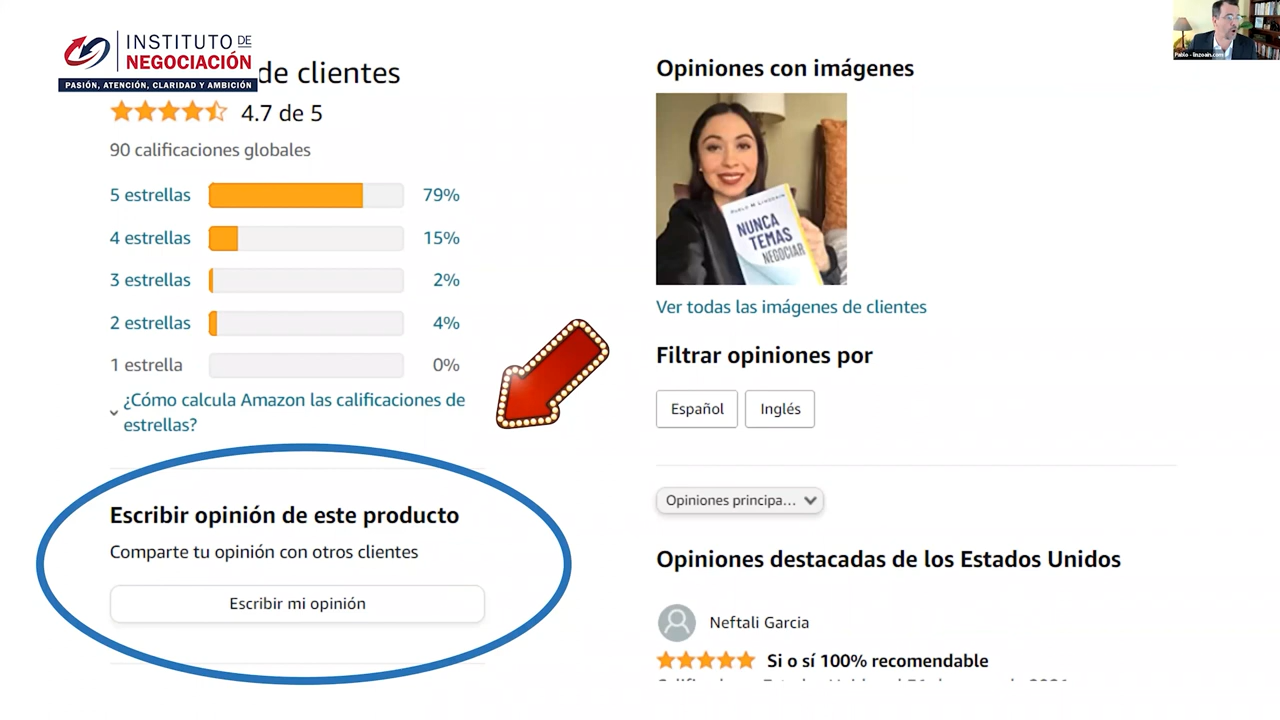 INSTITUTO DE
NEGOCIACIÓN
PASIÓN, ATENCIÓN, CLARIDAD Y AMBICIÓN
de clientes
4.7 de 5
90 calificaciones globales
5 estrellas 79%
4 estrellas 15%
3 estrellas 2%
2 estrellas 4%
1 estrella 0%
¿Cómo calcula Amazon las calificaciones de
estrellas?
Escribir opinión de este producto
Comparte tu opinión con otros clientes
Escribir mi opinión
Opiniones con imágenes
PABLO M. LINZOAIN
NUNCA
TEMAS
NEGOCIAR
Ver todas las imágenes de clientes
Filtrar opiniones por
Español Inglés
Opiniones principa...
Opiniones destacadas de los Estados Unidos
Neftali Garcia
Si o sí 100% recomendable
Pablo - linzoain.com